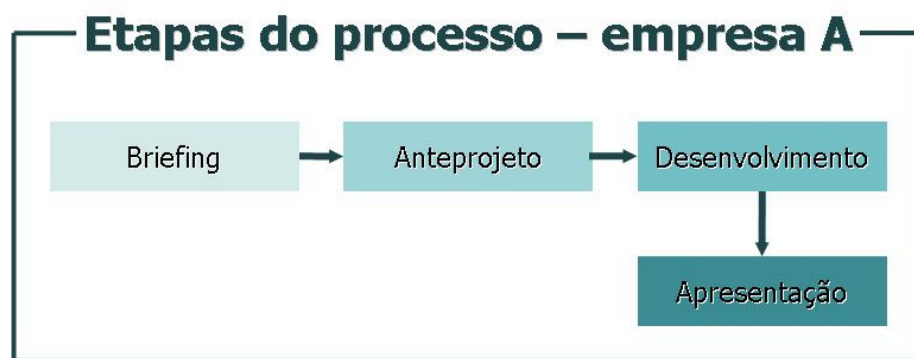 Etapas do processo – empresa A
Briefing
Anteprojeto
Desenvolvimento
Apresentação